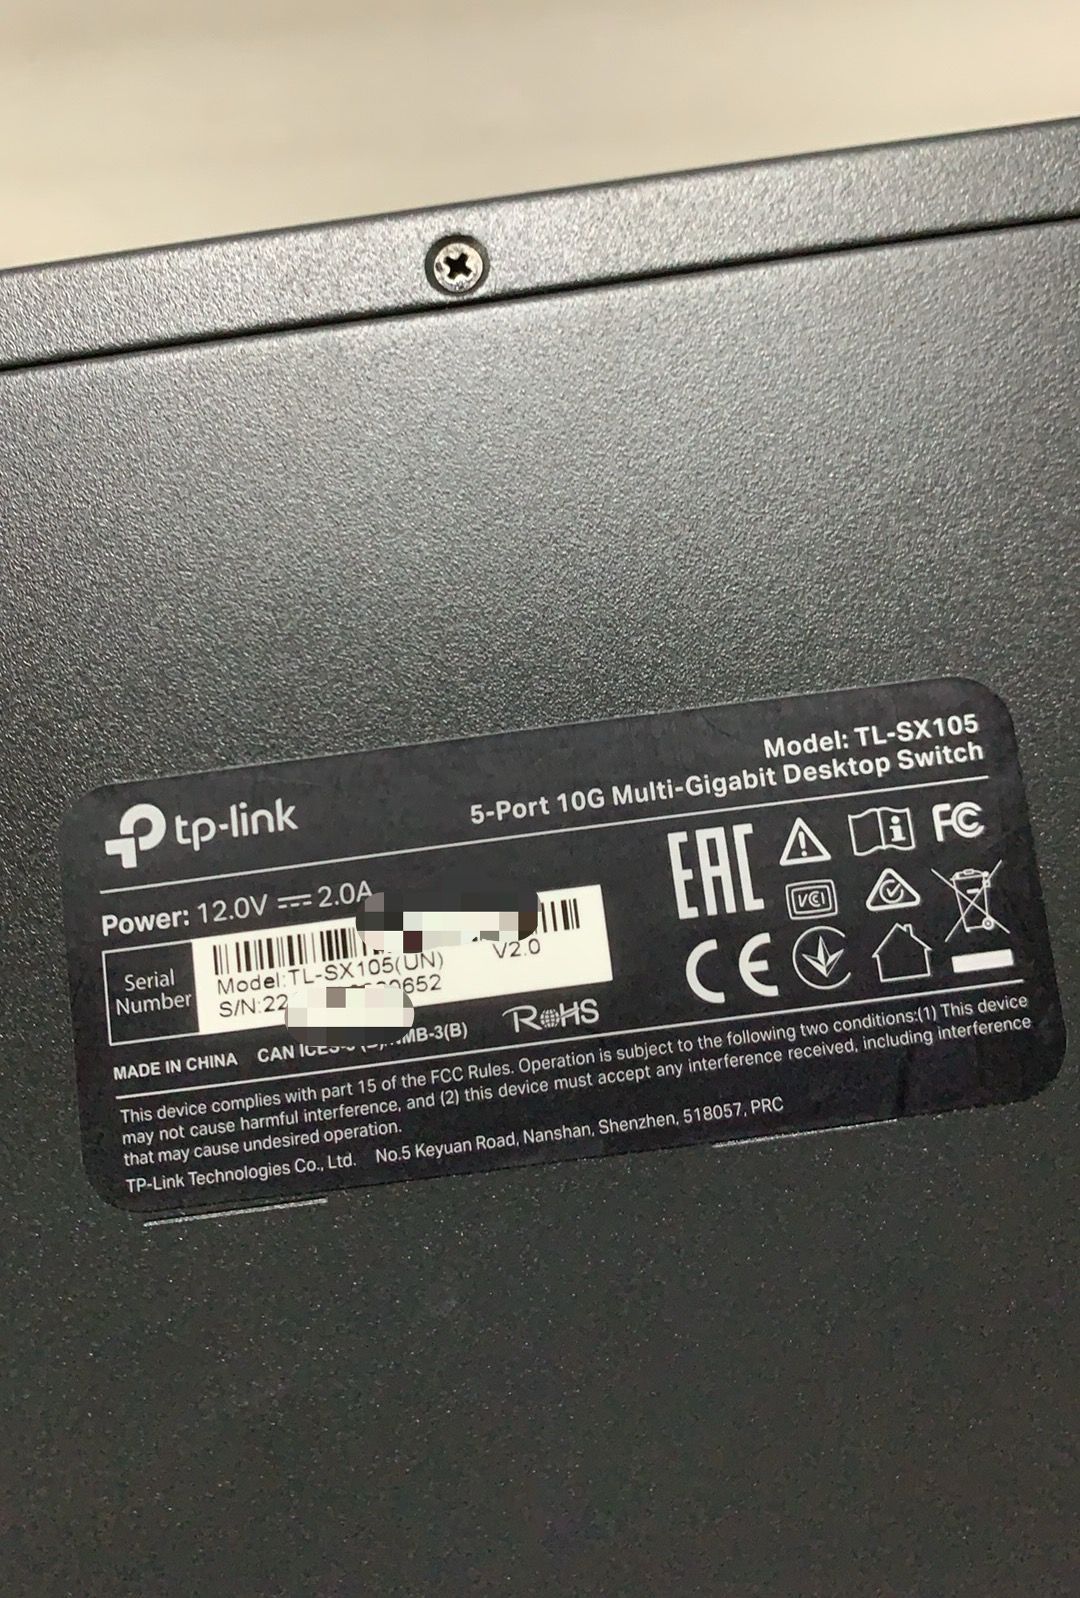 Model: TL-SX105
tp-link 5-Port 10G Multi-Gigabit Desktop Switch
Power: 12.0V 2.0A
EAC FC
VCI
Serial
Number
Model:TL-SX105(UN) V2.0
S/N:22 652
CE
MADE IN CHINA CAN MB-3(B) RoHS
This device complies with part 15 of the FCC Rules. Operation is subject to the following two conditions:(1) This device
may not cause harmful interference, and (2) this device must accept any interference received, including interference
that may cause undesired operation.
TP-Link Technologies Co., Ltd. No.5 Keyuan Road, Nanshan, Shenzhen, 518057, PRC